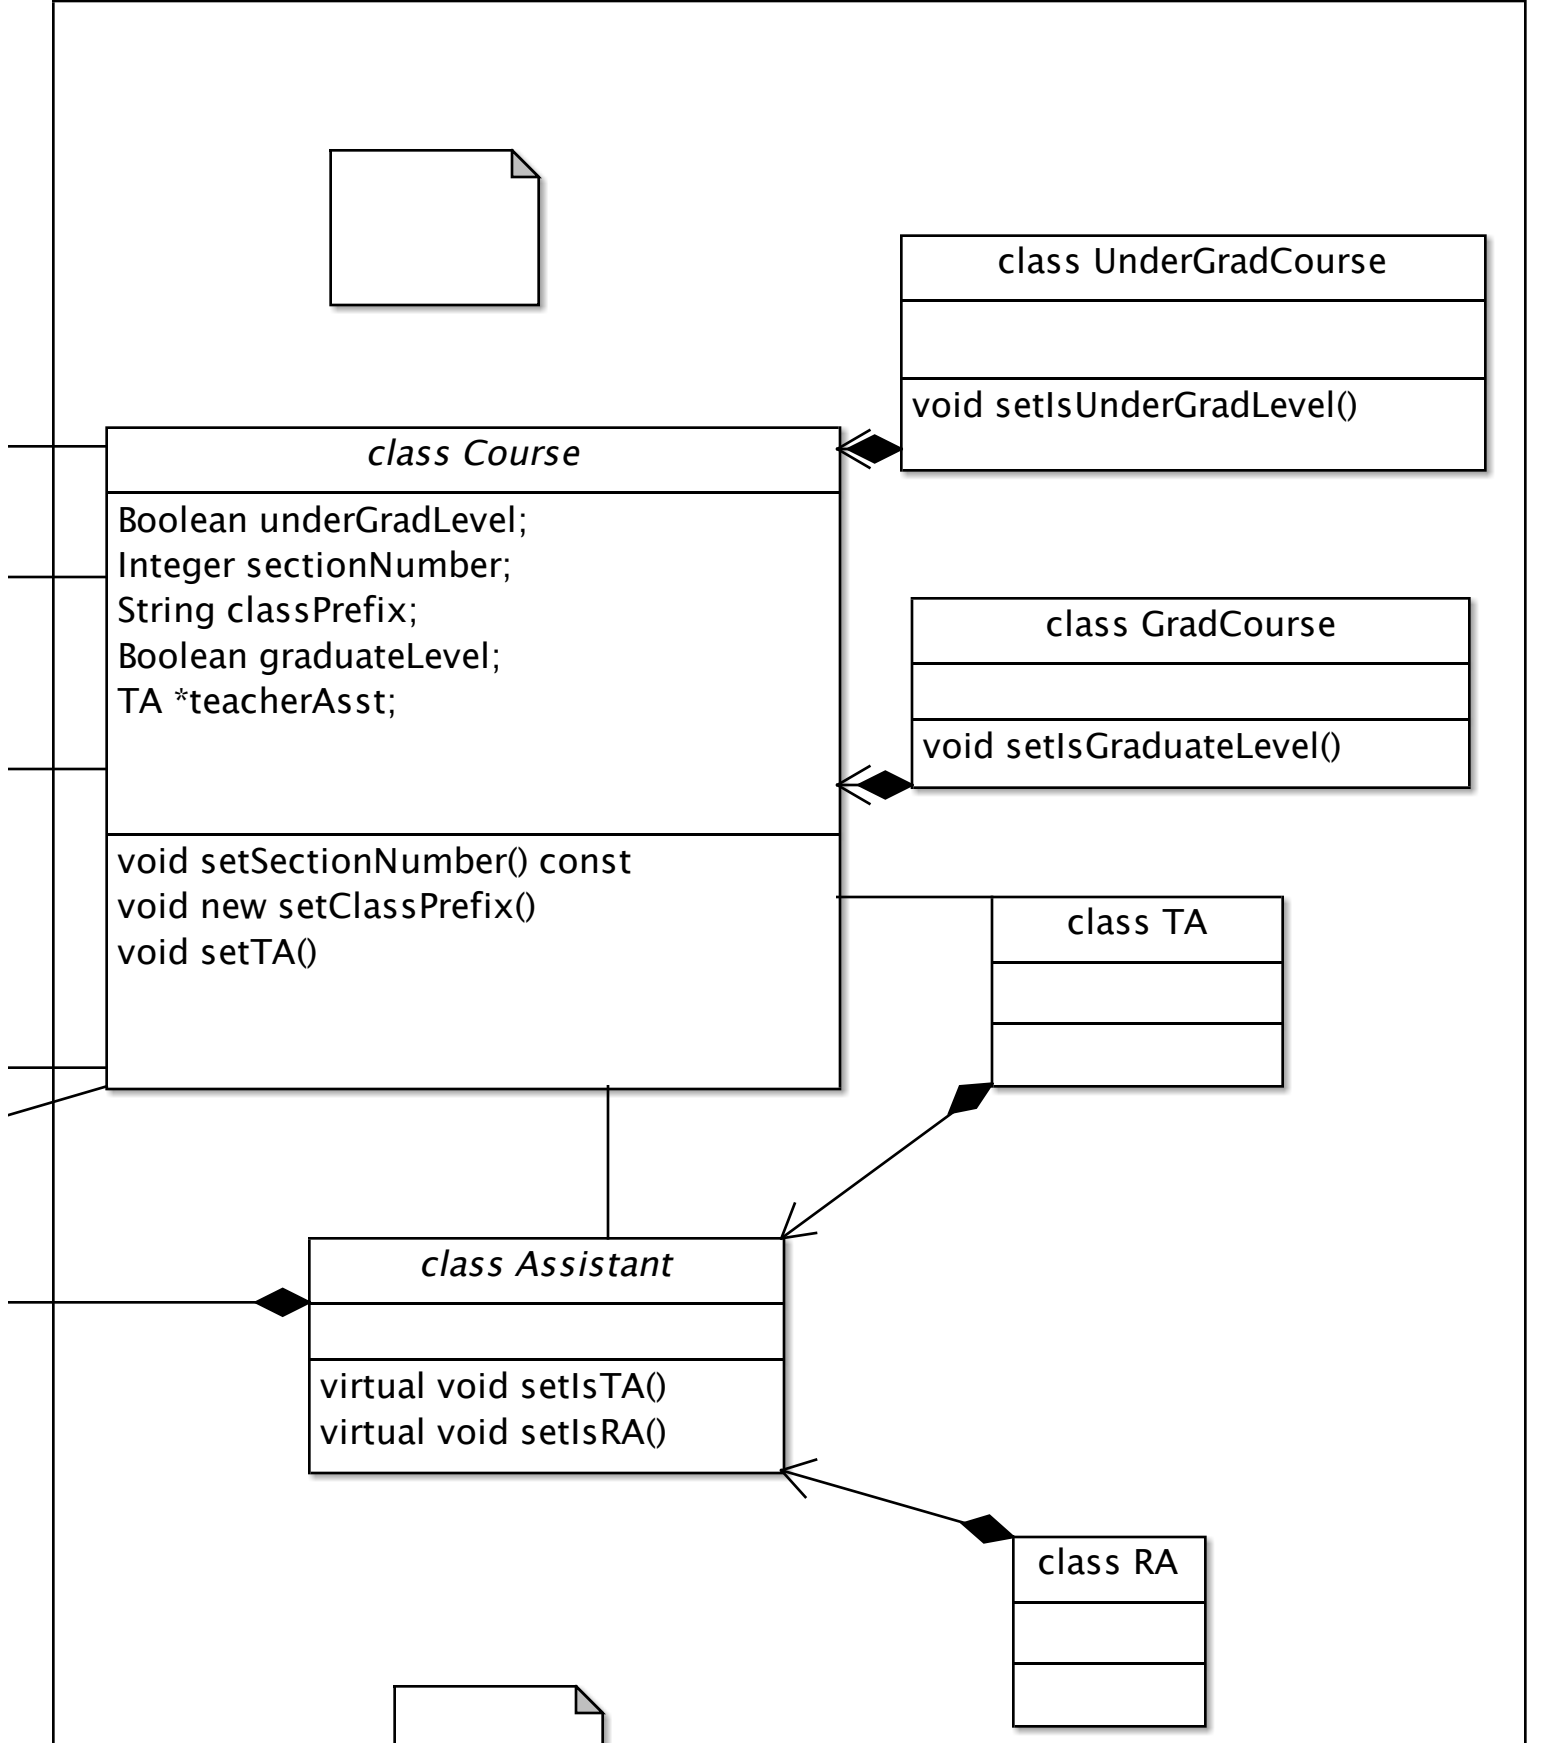 class UnderGradCourse
void setIsUnderGradLevel()
class Course
Boolean underGradLevel;
Integer sectionNumber;
String classPrefix;
Boolean graduateLevel;
TA *teacherAsst;
void setSectionNumber() const
void new setClassPrefix()
void setTA()
class GradCourse
void setIsGraduateLevel()
class TA
class Assistant
virtual void setIsTA()
virtual void setIsRA()
class RA